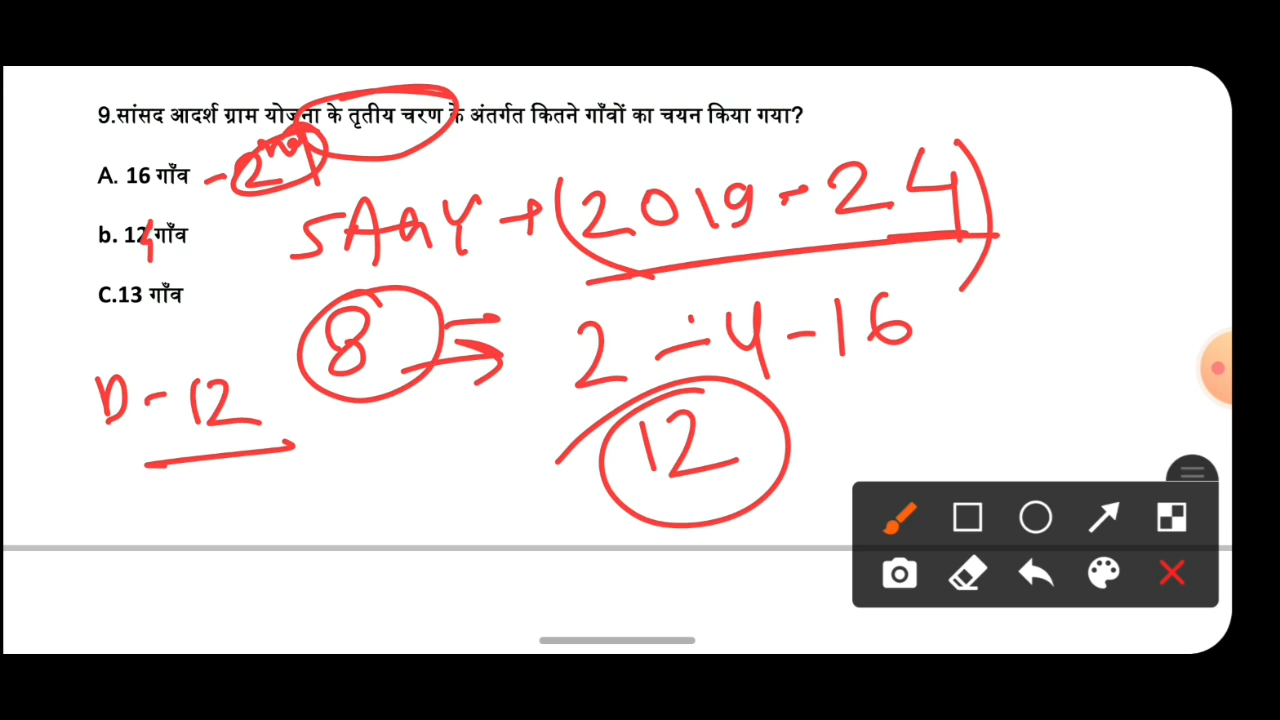 9.सांसद आदर्श ग्राम योजना के तृतीय चरण के अंतर्गत कितने गाँवों का चयन किया गया?
A. 16 गाँव - 2nd
SAGY → (2019 - 24)
b. 12 गाँव
C.13 गाँव
8
2 - 4 - 16
D - 12
12